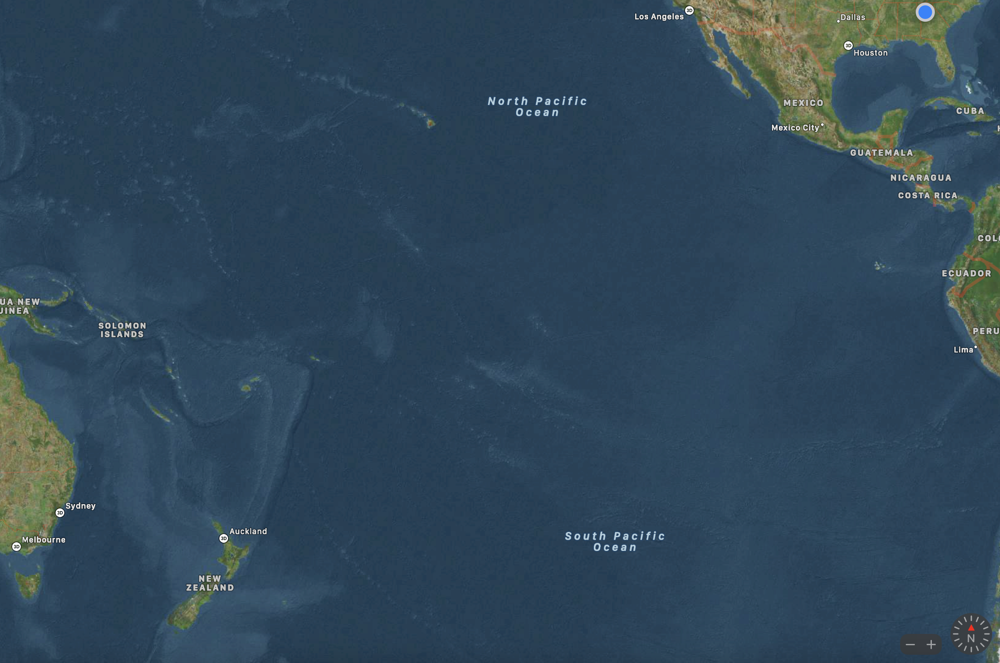 Los Angeles
3D
Dallas
3D
Houston
North Pacific
Ocean
MEXICO
CUBA
Mexico City
GUATEMALA
NICARAGUA
COSTA RICA
COLO
ECUADOR
UA NEW
UINEA
SOLOMON
ISLANDS
PERU
Lima
Sydney
3D
Auckland
3D
Melbourne
3D
South Pacific
Ocean
NEW
ZEALAND
N